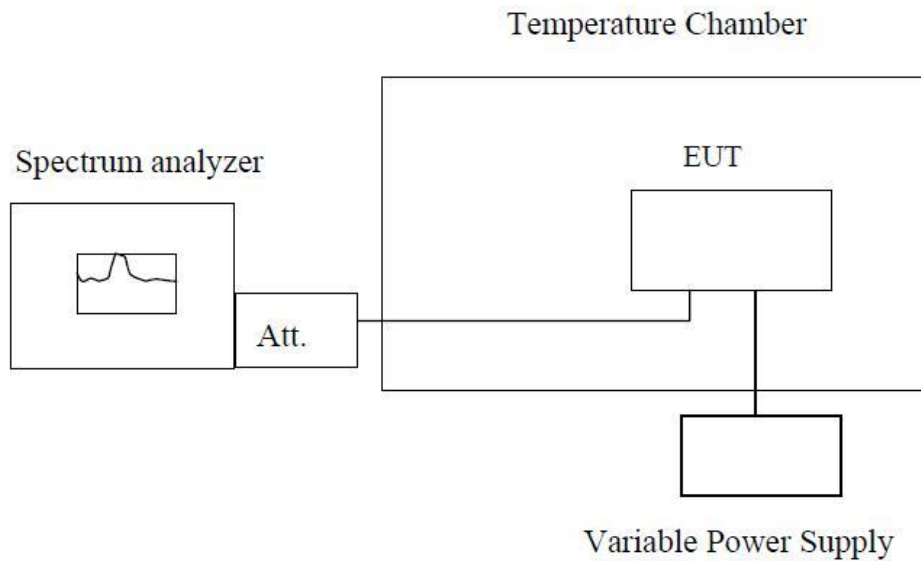 Temperature Chamber
Spectrum analyzer
EUT
Att.
Variable Power Supply